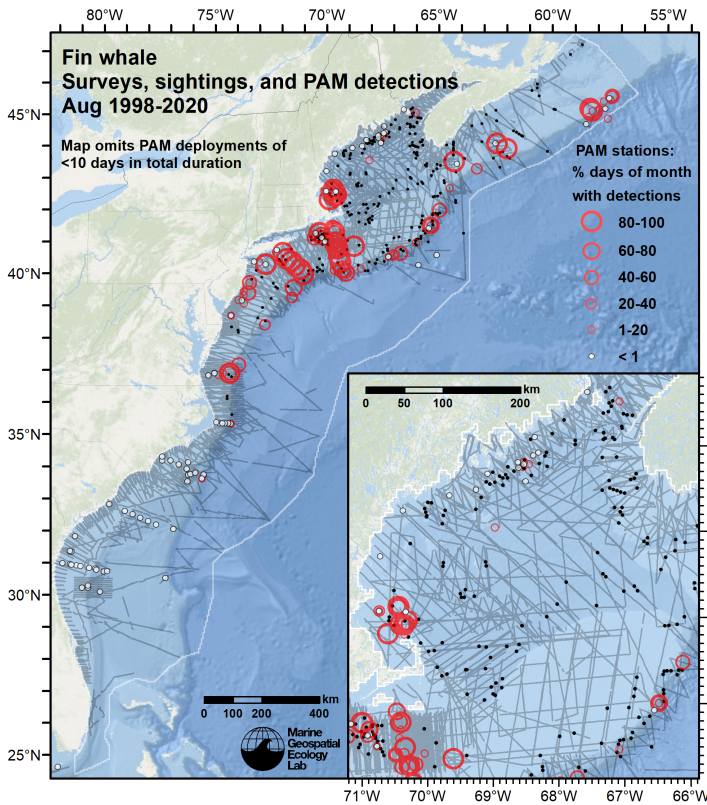 80°W 75°W 70°W 65°W 60°W 55°W
Fin whale
Surveys, sightings, and PAM detections
Aug 1998-2020
Map omits PAM deployments of
<10 days in total duration
45°N
40°N
35°N
30°N
25°N
PAM stations:
% days of month
with detections
80-100
60-80
40-60
20-40
1-20
< 1
km
0 50 100 200
km
0 100 200 400
Marine
Geospatial
Ecology
Lab
71°W 70°W 69°W 68°W 67°W 66°W